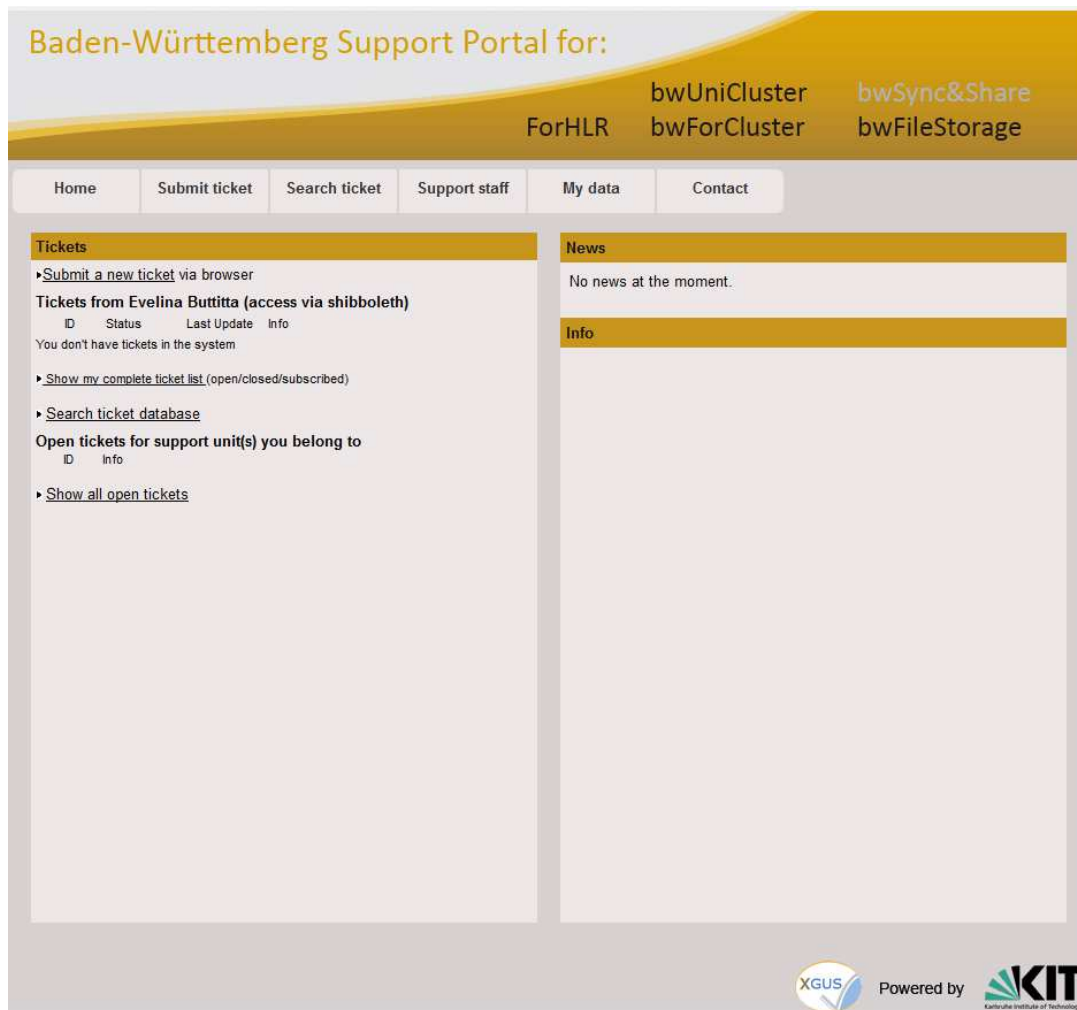 Baden-Württemberg Support Portal for:
bwUniCluster bwSync&Share
ForHLR bwForCluster bwFileStorage
Home Submit ticket Search ticket Support staff My data Contact
Tickets
Submit a new ticket via browser
Tickets from Evelina Buttitta (access via shibboleth)
ID Status Last Update Info
You don't have tickets in the system
Show my complete ticket list (open/closed/subscribed)
Search ticket database
Open tickets for support unit(s) you belong to
ID Info
Show all open tickets
News
No news at the moment.
Info
XGUS Powered by KIT
Karlsruhe Institute of Technology